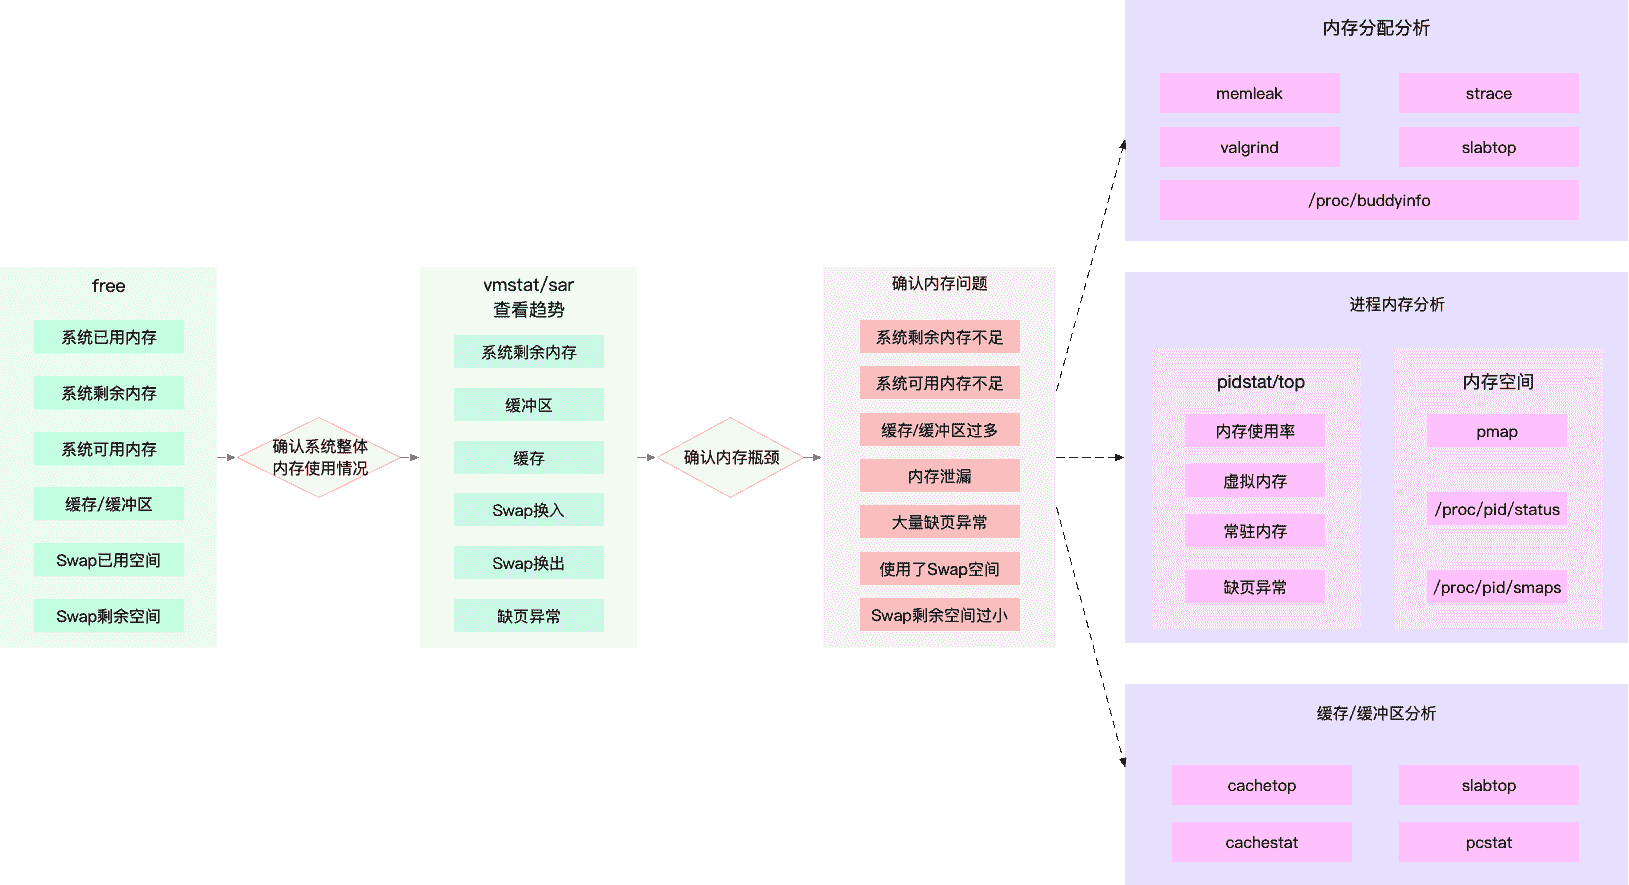 free
系统已用内存
系统剩余内存
系统可用内存
缓存/缓冲区
Swap已用空间
Swap剩余空间
确认系统整体
内存使用情况
vmstat/sar
查看趋势
系统剩余内存
缓冲区
缓存
Swap换入
Swap换出
缺页异常
确认内存瓶颈
确认内存问题
系统剩余内存不足
系统可用内存不足
缓存/缓冲区过多
内存泄漏
大量缺页异常
使用了Swap空间
Swap剩余空间过小
内存分配分析
memleak
strace
valgrind
slabtop
/proc/buddyinfo
进程内存分析
pidstat/top
内存使用率
虚拟内存
常驻内存
缺页异常
内存空间
pmap
/proc/pid/status
/proc/pid/smaps
缓存/缓冲区分析
cachetop
slabtop
cachestat
pcstat